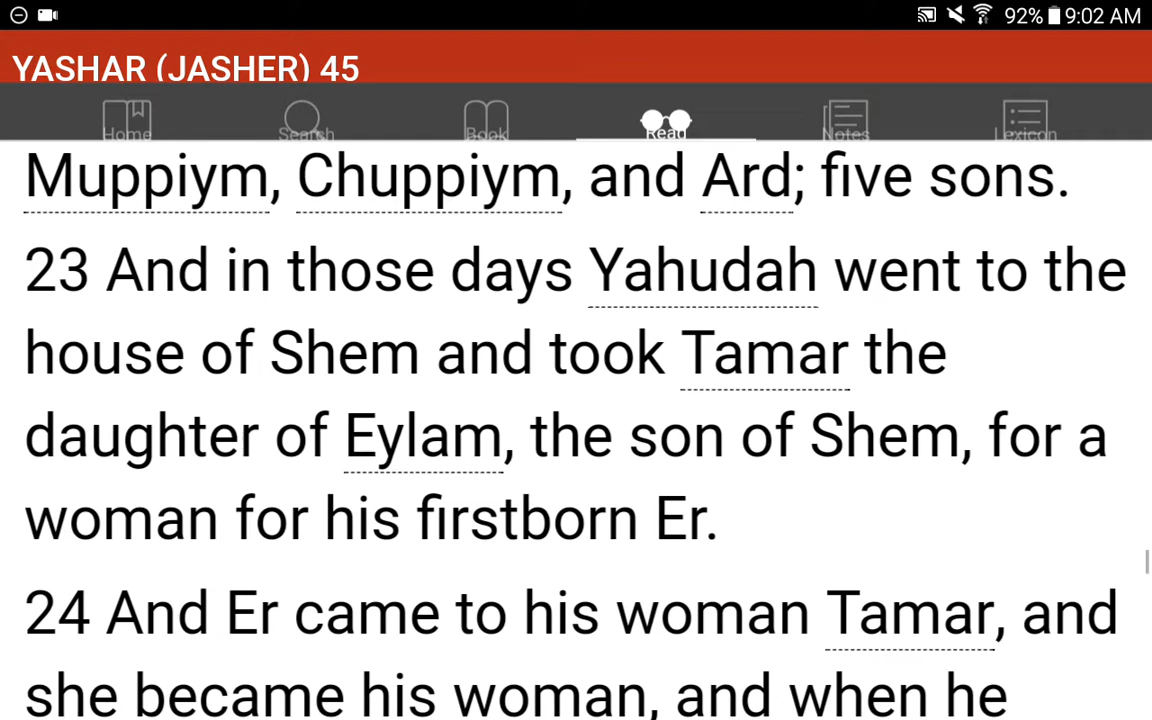 92% 9:02 AM
YASHAR (JASHER) 45
Home Search Book Read Notes Lexicon
Muppiym, Chuppiym, and Ard; five sons.
23 And in those days Yahudah went to the
house of Shem and took Tamar the
daughter of Eylam, the son of Shem, for a
woman for his firstborn Er.
24 And Er came to his woman Tamar, and
she became his woman, and when he